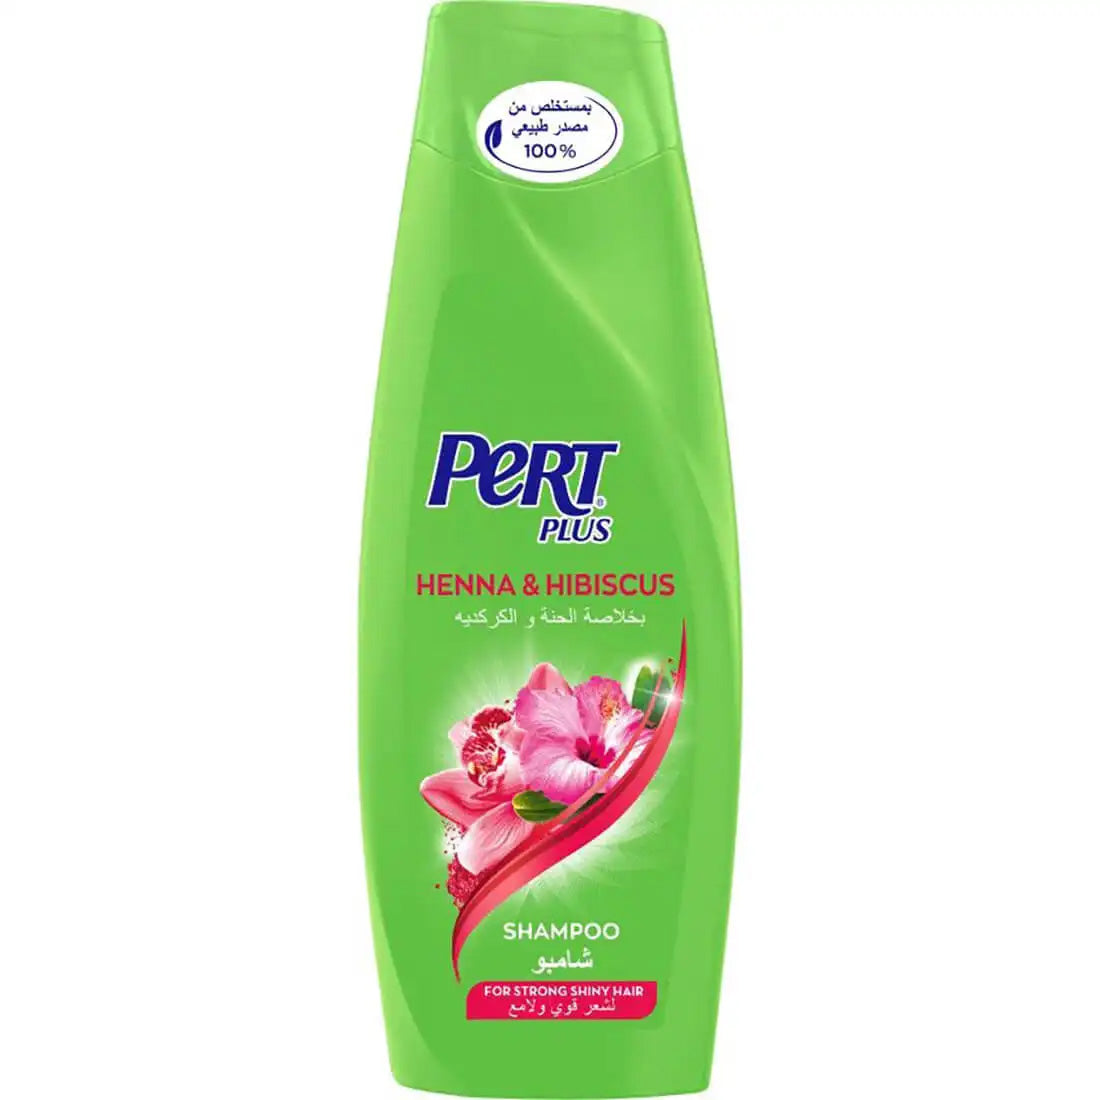 بمستخلص من
مصدر طبيعي
100%
PERT
PLUS
HENNA & HIBISCUS
بخلاصة الحنة و الكركديه
SHAMPOO
شامبو
FOR STRONG SHINY HAIR
لشعر قوي ولامع